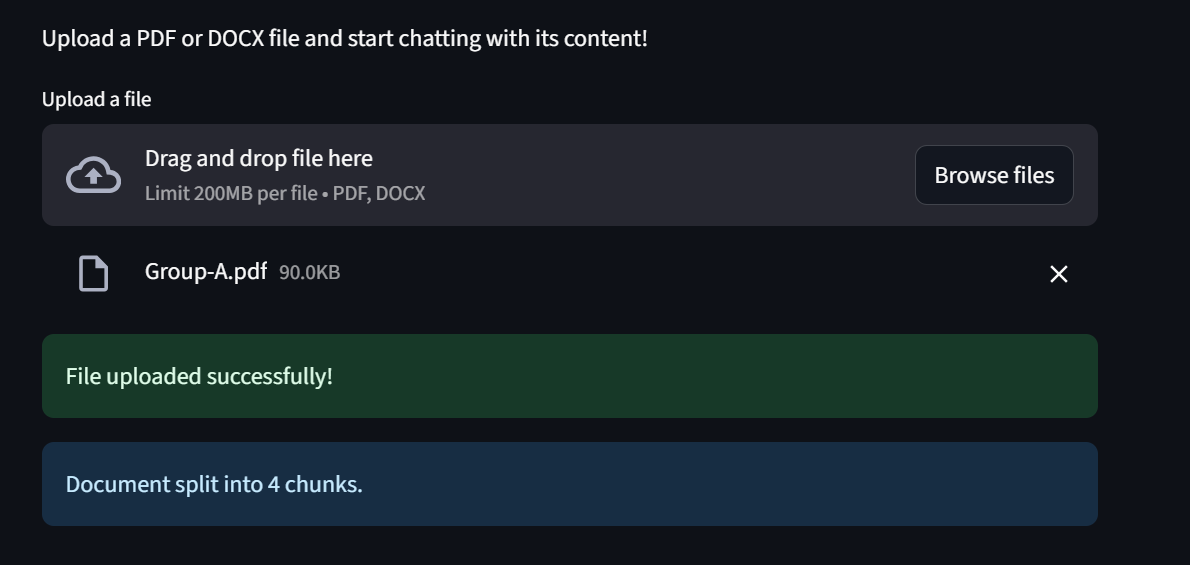 Upload a PDF or DOCX file and start chatting with its content!
Upload a file
Drag and drop file here
Limit 200MB per file • PDF, DOCX
Browse files
Group-A.pdf 90.0KB
File uploaded successfully!
Document split into 4 chunks.